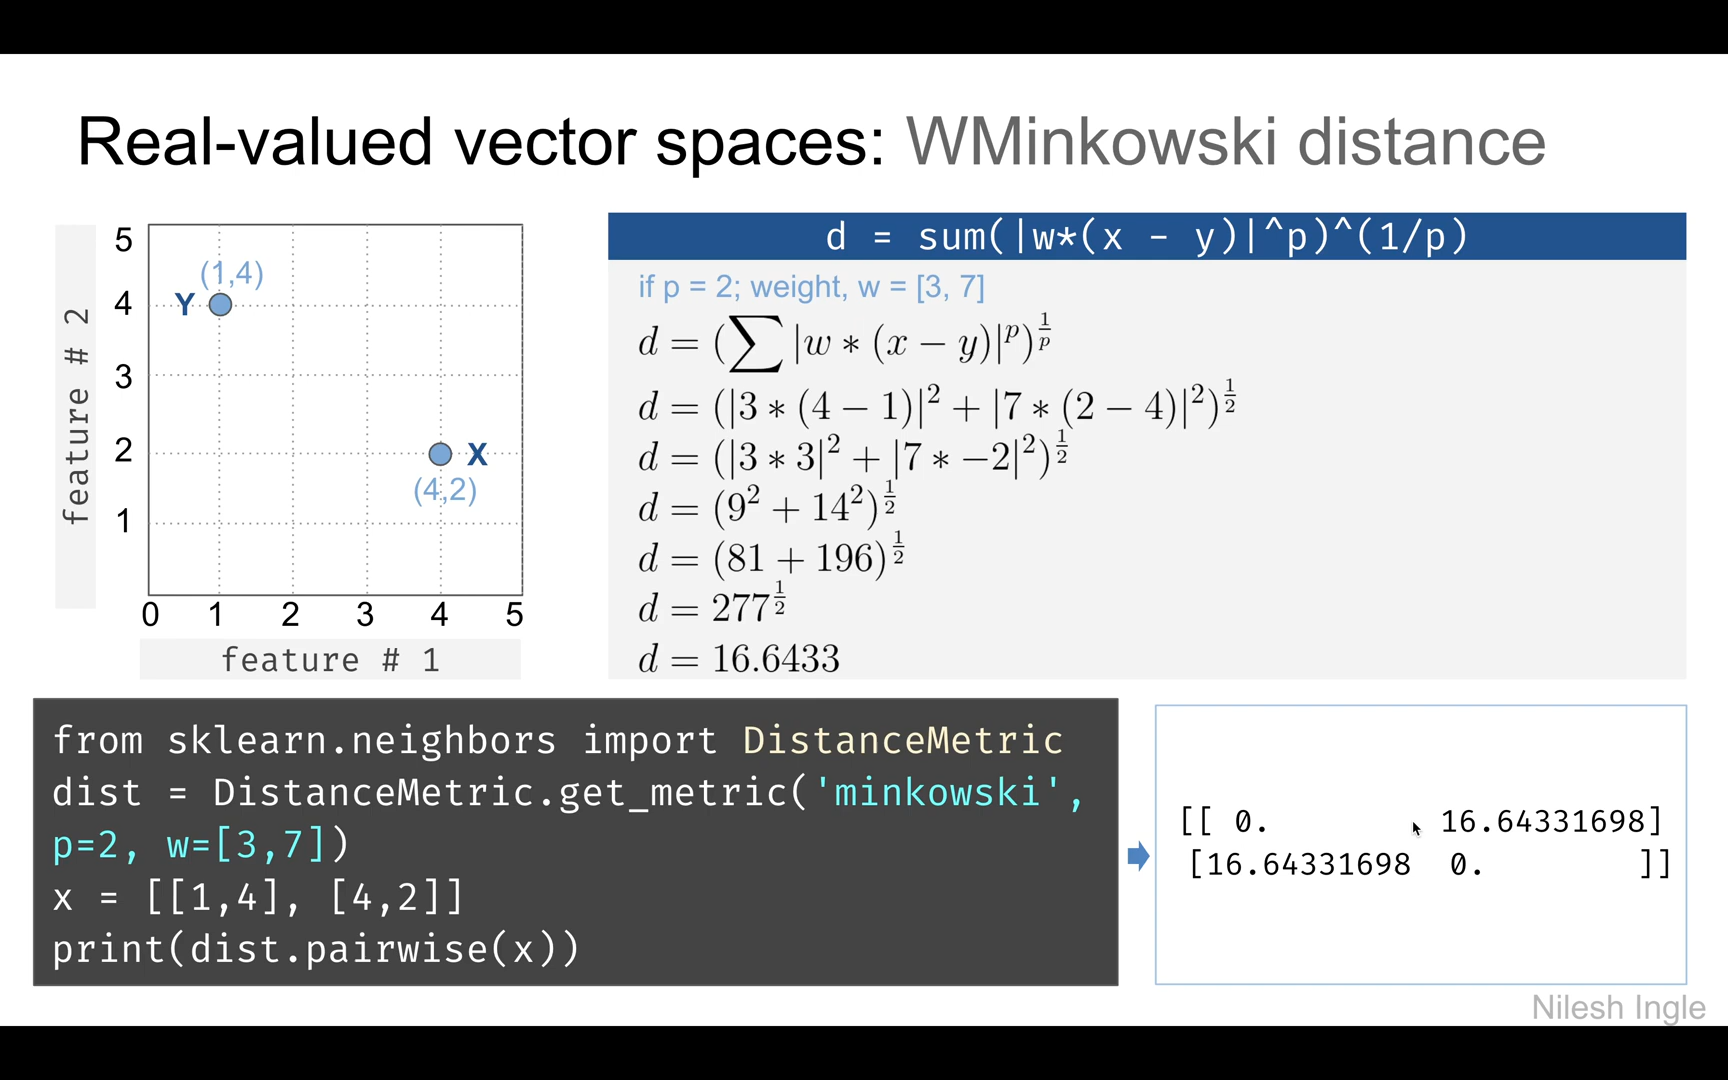 Real-valued vector spaces: WMinkowski distance
5
4
3
2
1
0 1 2 3 4 5
feature # 2
feature # 1
(1,4)
Y
X
(4,2)
d = sum(|w*(x - y)|^p)^(1/p)
if p = 2; weight, w = [3, 7]
d = (∑ |w ∗ (x − y)|^p)^{1/p}
d = (|3 ∗ (4 − 1)|² + |7 ∗ (2 − 4)|²)^{1/2}
d = (|3 ∗ 3|² + |7 ∗ −2|²)^{1/2}
d = (9² + 14²)^{1/2}
d = (81 + 196)^{1/2}
d = 277^{1/2}
d = 16.6433
from sklearn.neighbors import DistanceMetric
dist = DistanceMetric.get_metric('minkowski',
p=2, w=[3,7])
x = [[1,4], [4,2]]
print(dist.pairwise(x))
[[ 0. 16.64331698]
[16.64331698 0. ]]
Nilesh Ingle